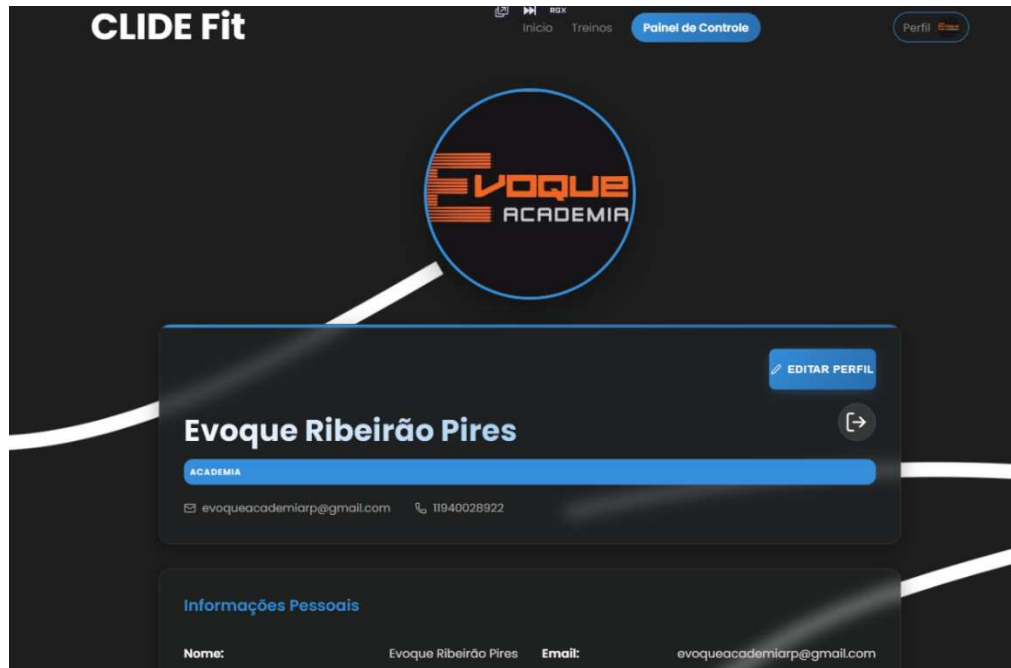 CLIDE Fit
RGX
Início Treinos Painel de Controle Perfil
EVOQUE
ACADEMIA
EDITAR PERFIL
Evoque Ribeirão Pires
ACADEMIA
evoqueacademiarp@gmail.com 11940028922
Informações Pessoais
Nome: Evoque Ribeirão Pires Email: evoqueacademiarp@gmail.com